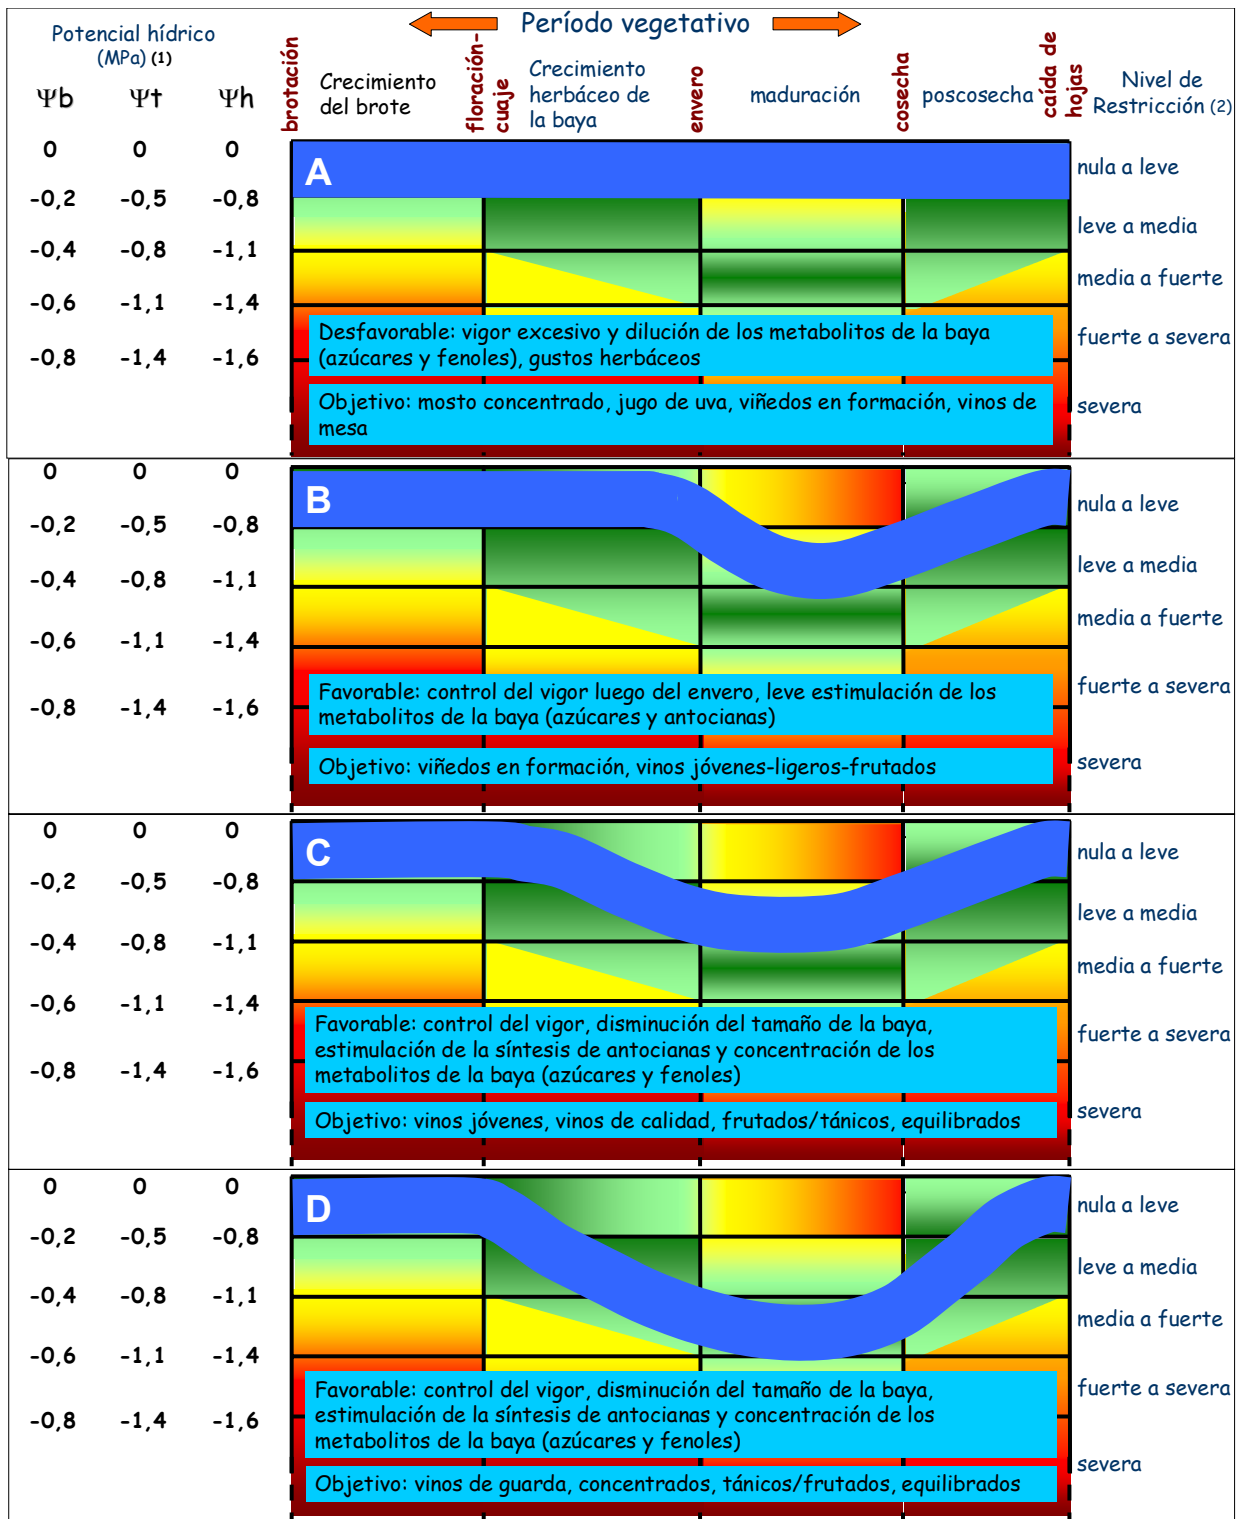 Período vegetativo
Potencial hídrico
(MPa) (1)
Ψb Ψt Ψh
brotación
Crecimiento
del brote
floración-
cuaje
Crecimiento
herbáceo de
la baya
envero
maduración
cosecha
poscosecha
caída de
hojas
Nivel de
Restricción (2)
0 0 0
-0,2 -0,5 -0,8
-0,4 -0,8 -1,1
-0,6 -1,1 -1,4
-0,8 -1,4 -1,6
A
nula a leve
leve a media
media a fuerte
fuerte a severa
severa
Desfavorable: vigor excesivo y dilución de los metabolitos de la baya
(azúcares y fenoles), gustos herbáceos
Objetivo: mosto concentrado, jugo de uva, viñedos en formación, vinos de
mesa
0 0 0
-0,2 -0,5 -0,8
-0,4 -0,8 -1,1
-0,6 -1,1 -1,4
-0,8 -1,4 -1,6
B
nula a leve
leve a media
media a fuerte
fuerte a severa
severa
Favorable: control del vigor luego del envero, leve estimulación de los
metabolitos de la baya (azúcares y antocianas)
Objetivo: viñedos en formación, vinos jóvenes-ligeros-frutados
0 0 0
-0,2 -0,5 -0,8
-0,4 -0,8 -1,1
-0,6 -1,1 -1,4
-0,8 -1,4 -1,6
C
nula a leve
leve a media
media a fuerte
fuerte a severa
severa
Favorable: control del vigor, disminución del tamaño de la baya,
estimulación de la síntesis de antocianas y concentración de los
metabolitos de la baya (azúcares y fenoles)
Objetivo: vinos jóvenes, vinos de calidad, frutados/tánicos, equilibrados
0 0 0
-0,2 -0,5 -0,8
-0,4 -0,8 -1,1
-0,6 -1,1 -1,4
-0,8 -1,4 -1,6
D
nula a leve
leve a media
media a fuerte
fuerte a severa
severa
Favorable: control del vigor, disminución del tamaño de la baya,
estimulación de la síntesis de antocianas y concentración de los
metabolitos de la baya (azúcares y fenoles)
Objetivo: vinos de guarda, concentrados, tánicos/frutados, equilibrados